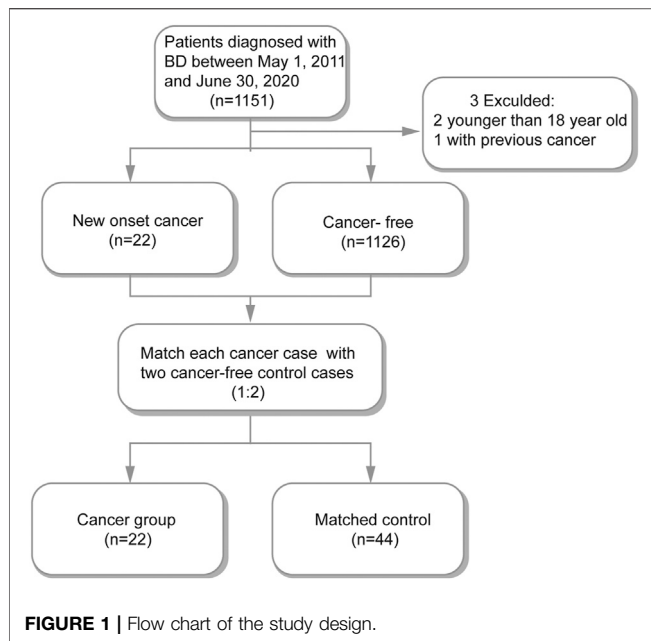 Patients diagnosed with
BD between May 1, 2011
and June 30, 2020
(n=1151)
3 Exculded:
2 younger than 18 year old
1 with previous cancer
New onset cancer
(n=22)
Cancer- free
(n=1126)
Match each cancer case with
two cancer-free control cases
(1:2)
Cancer group
(n=22)
Matched control
(n=44)
FIGURE 1 | Flow chart of the study design.